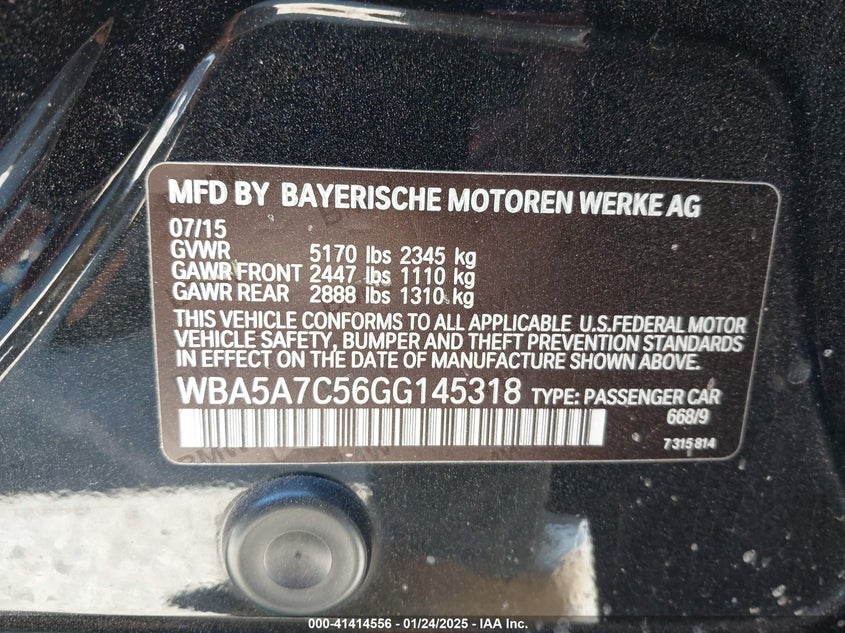 MFD BY BAYERISCHE MOTOREN WERKE AG
07/15
GVWR 5170 lbs 2345 kg
GAWR FRONT 2447 lbs 1110 kg
GAWR REAR 2888 lbs 1310 kg
THIS VEHICLE CONFORMS TO ALL APPLICABLE U.S.FEDERAL MOTOR
VEHICLE SAFETY, BUMPER AND THEFT PREVENTION STANDARDS
IN EFFECT ON THE DATE OF MANUFACTURE SHOWN ABOVE.
WBA5A7C56GG145318 TYPE: PASSENGER CAR
668/9
7 315 814
000-41414556 - 01/24/2025 - IAA Inc.